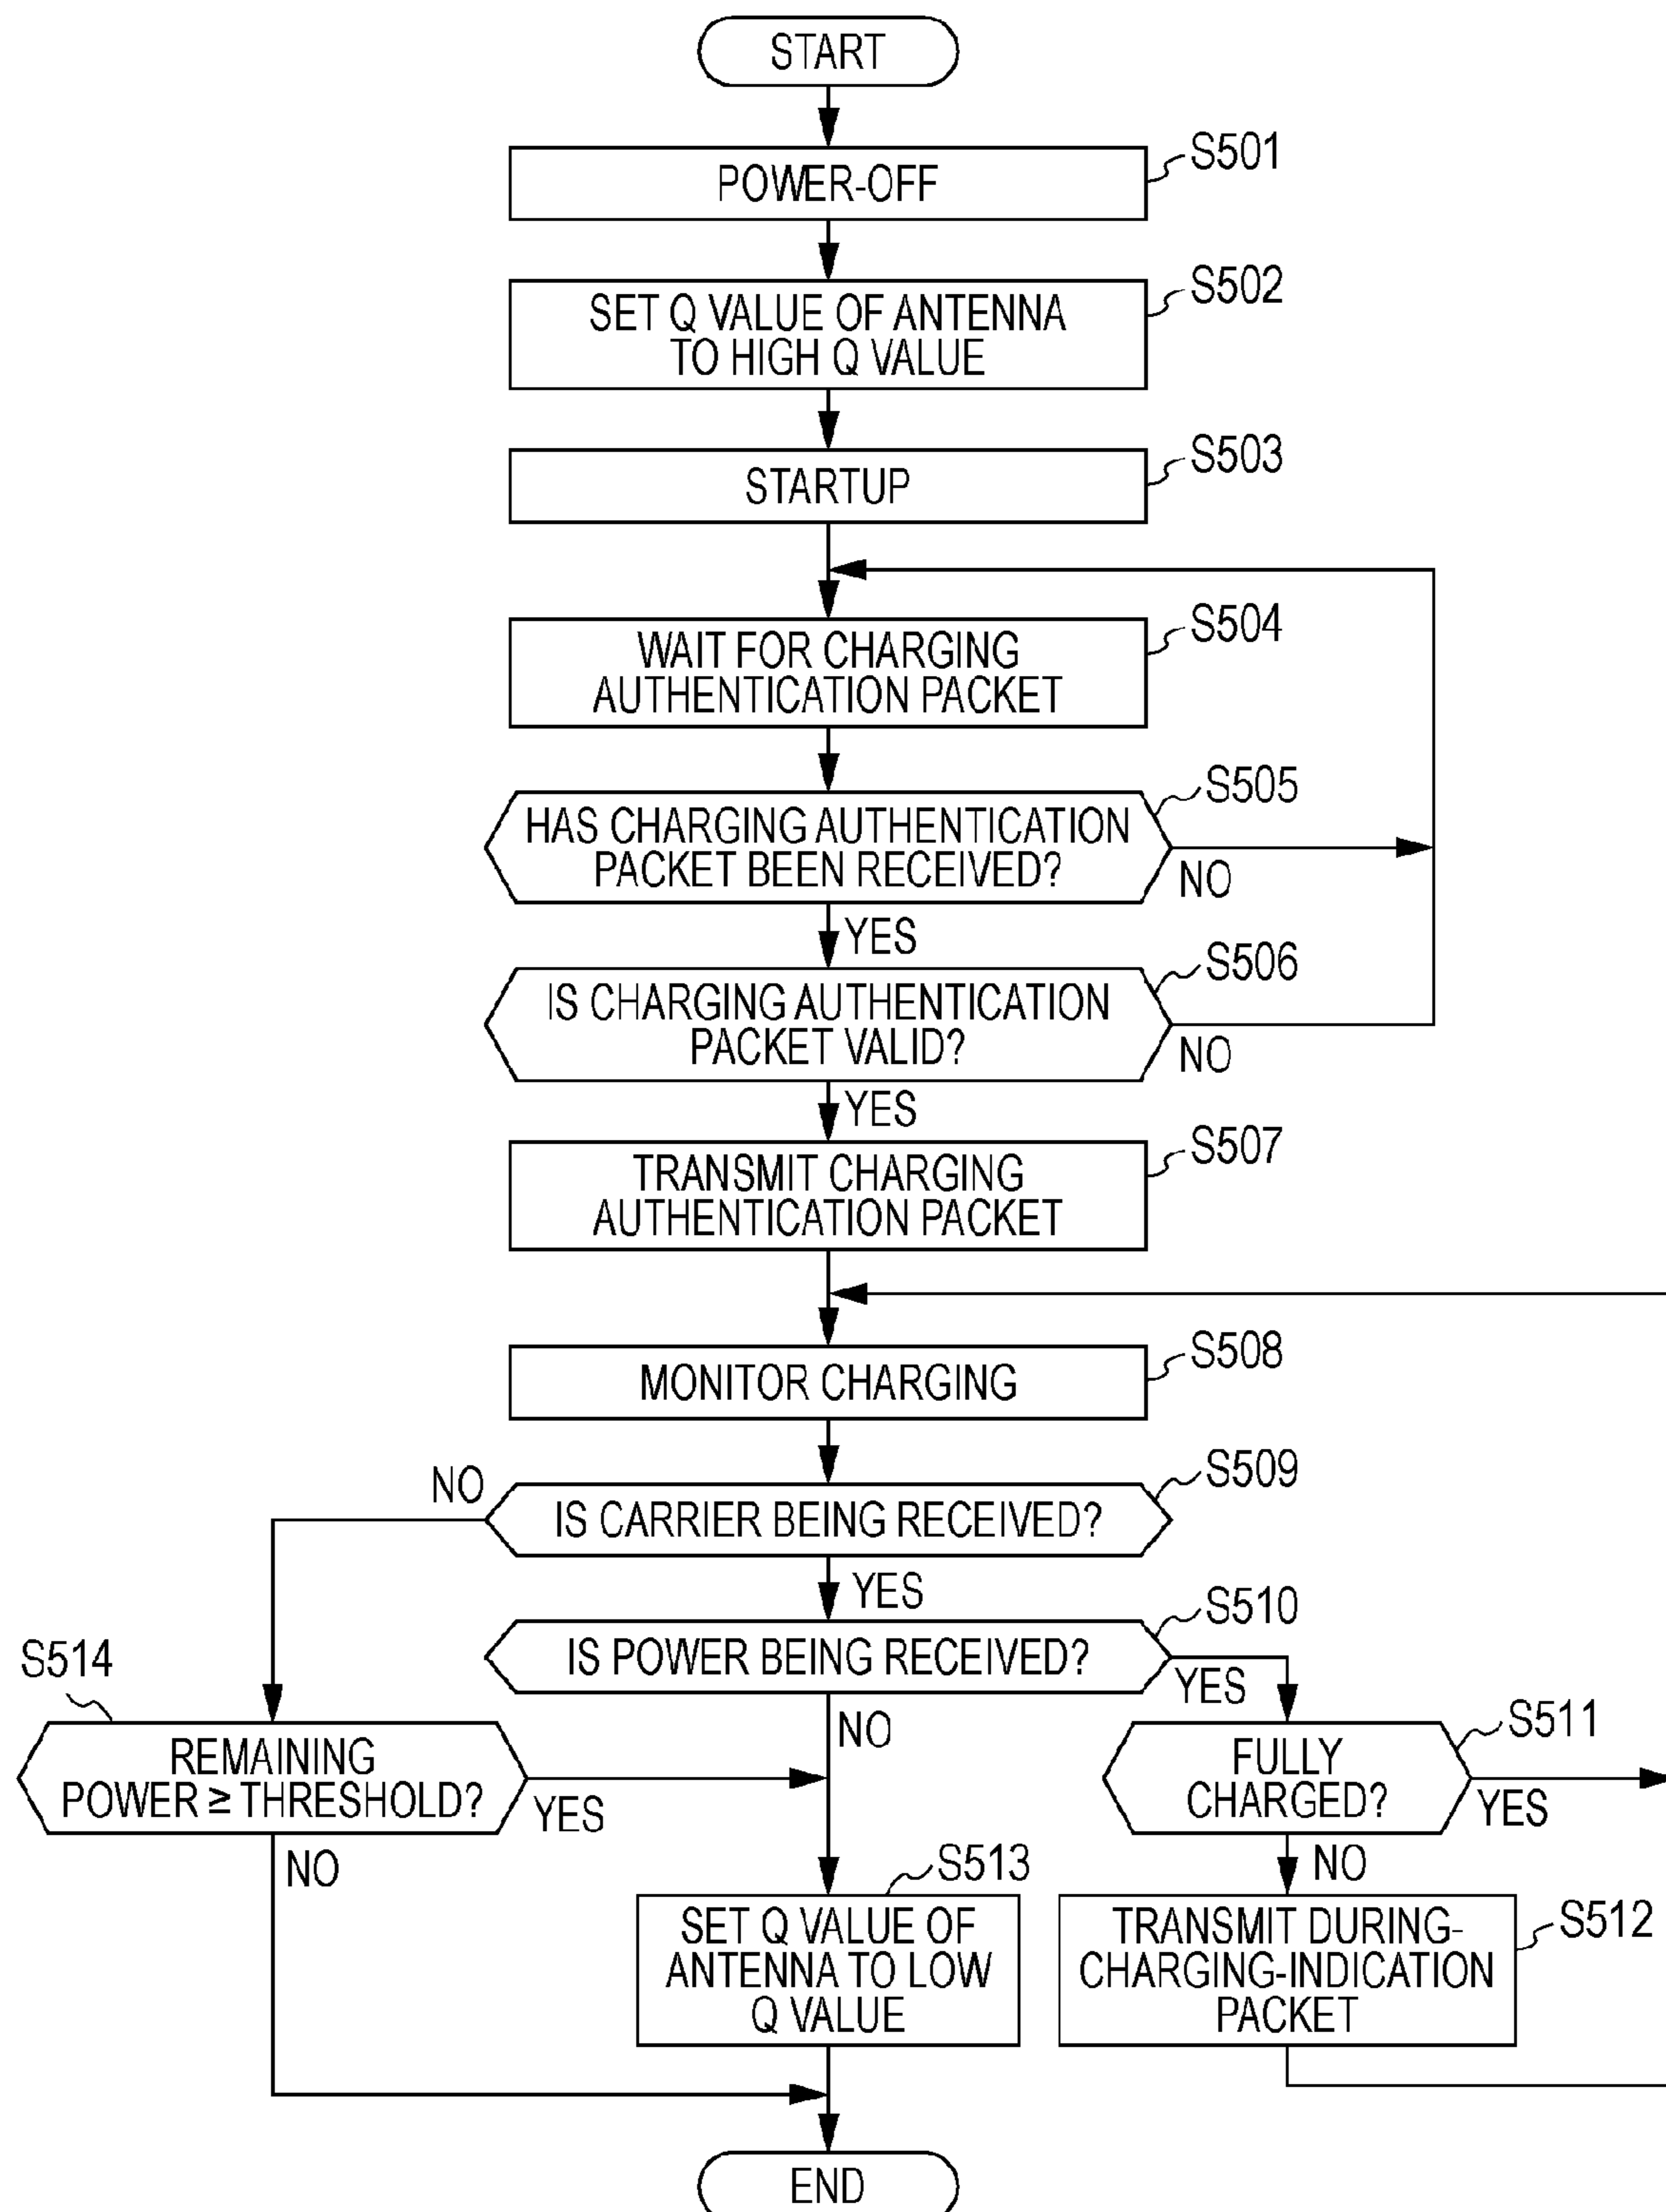 START
POWER-OFF
S501
SET Q VALUE OF ANTENNA
TO HIGH Q VALUE
S502
STARTUP
S503
WAIT FOR CHARGING
AUTHENTICATION PACKET
S504
HAS CHARGING AUTHENTICATION
PACKET BEEN RECEIVED?
S505
NO
YES
IS CHARGING AUTHENTICATION
PACKET VALID?
S506
NO
YES
TRANSMIT CHARGING
AUTHENTICATION PACKET
S507
MONITOR CHARGING
S508
IS CARRIER BEING RECEIVED?
S509
NO
YES
IS POWER BEING RECEIVED?
S510
YES
NO
S514
REMAINING
POWER ≥ THRESHOLD?
YES
NO
FULLY
CHARGED?
S511
YES
NO
SET Q VALUE OF
ANTENNA TO LOW
Q VALUE
S513
TRANSMIT DURING-
CHARGING-INDICATION
PACKET
S512
END